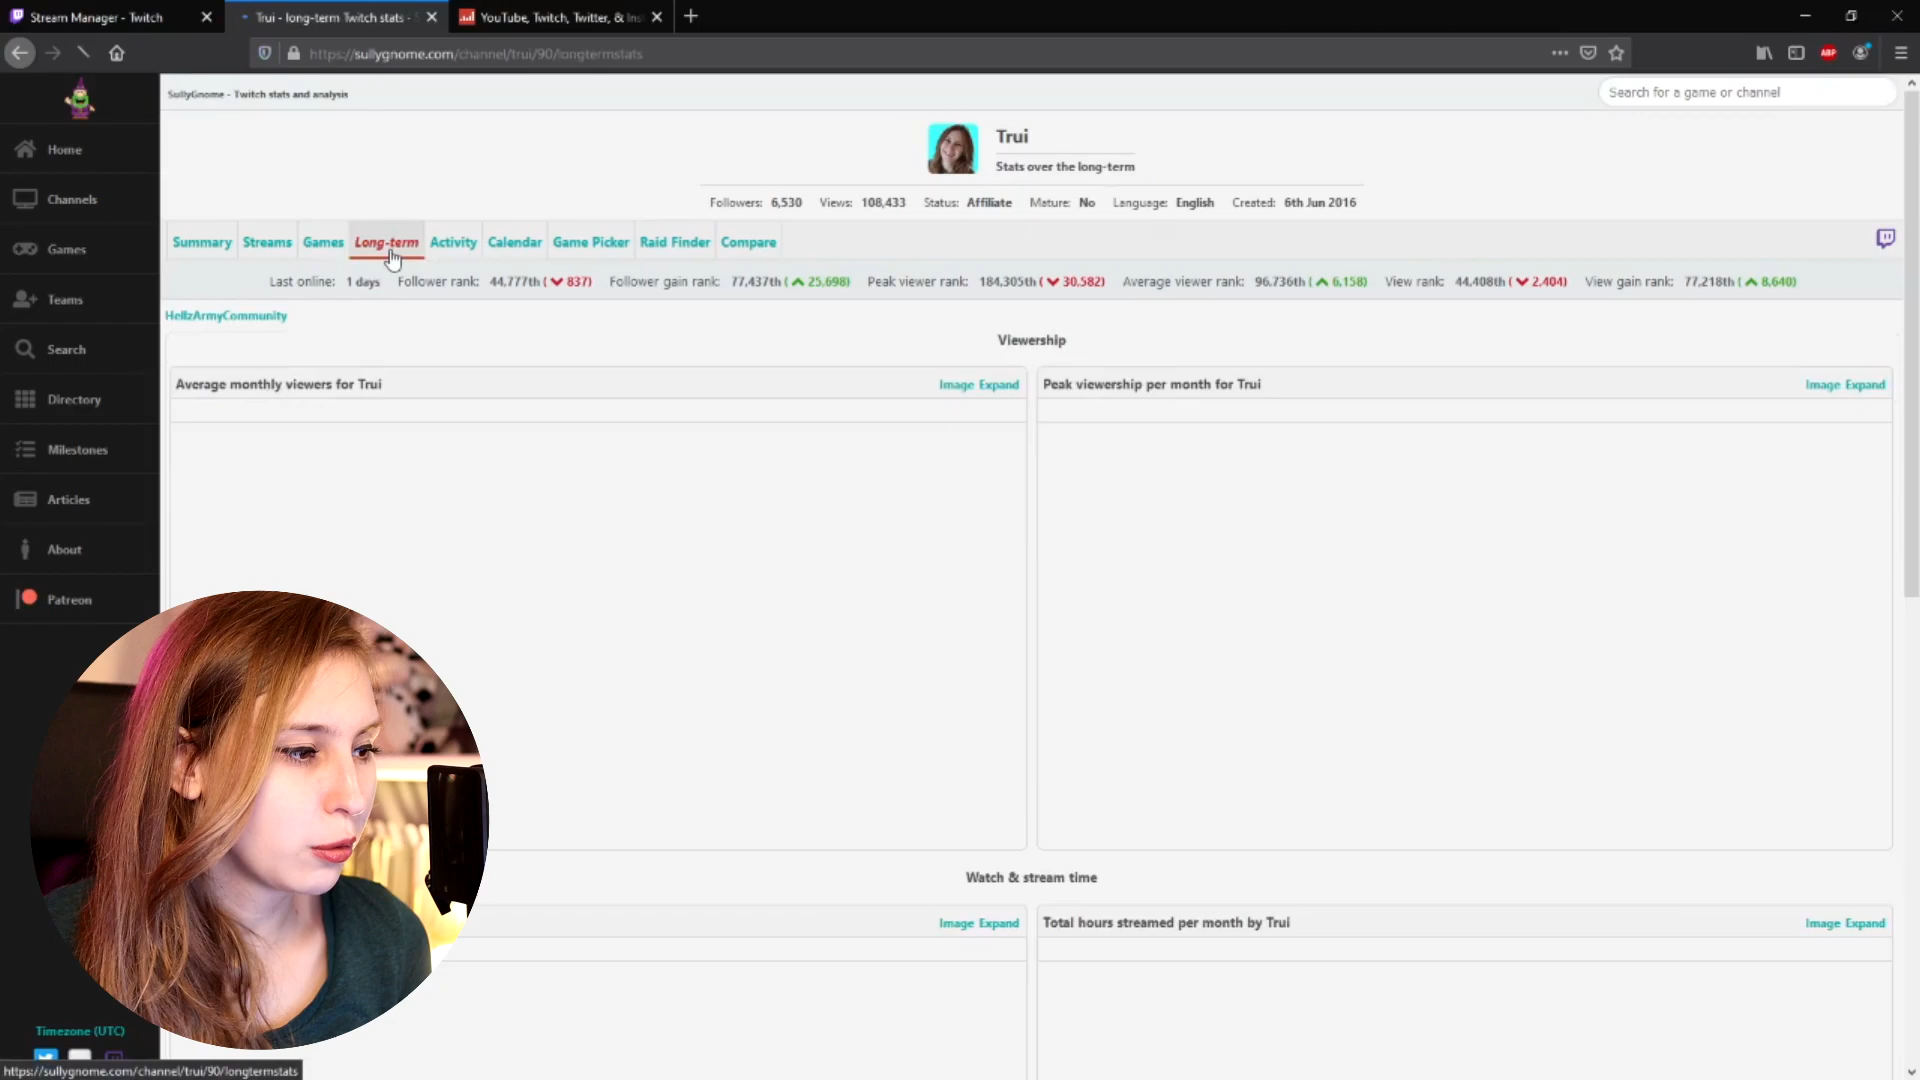 Stream Manager - Twitch
Trui - long-term Twitch stats -
YouTube, Twitch, Twitter, & Ins
https://sullygnome.com/channel/trui/90/longtermstats
ABP
SullyGnome - Twitch stats and analysis
Search for a game or channel
Trui
Stats over the long-term
Followers: 6,530 Views: 108,433 Status: Affiliate Mature: No Language: English Created: 6th Jun 2016
Summary Streams Games Long-term Activity Calendar Game Picker Raid Finder Compare
Last online: 1 days Follower rank: 44,777th ( 837) Follower gain rank: 77,437th ( 25,698) Peak viewer rank: 184,305th ( 30,582) Average viewer rank: 96,736th ( 6,158) View rank: 44,408th ( 2,404) View gain rank: 77,218th ( 8,640)
HellzArmyCommunity
Home
Channels
Games
Teams
Search
Directory
Milestones
Articles
About
Patreon
Viewership
Average monthly viewers for Trui Image Expand
Peak viewership per month for Trui Image Expand
Watch & stream time
Image Expand
Total hours streamed per month by Trui Image Expand
Timezone (UTC)
https://sullygnome.com/channel/trui/90/longtermstats